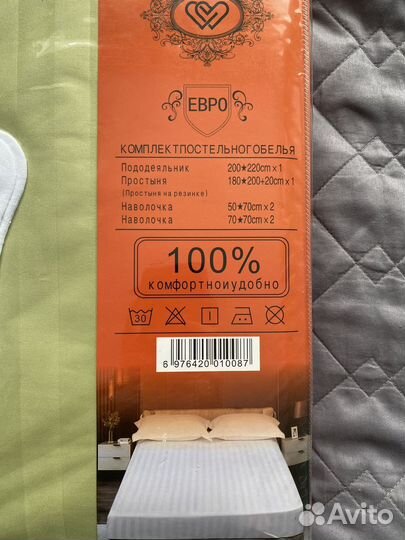 ЕВРО
КОМПЛЕКТПОСТЕЛЬНОГОБЕЛЬЯ
Пододеяльник 200★220cm x 1
Простыня 180★200+20cm x 1
(Простыня на резинке)
Наволочка 50★70cm x 2
Наволочка 70★70cm x 2
100%
комфортноиудобно
30
6 976420 010087
Avito